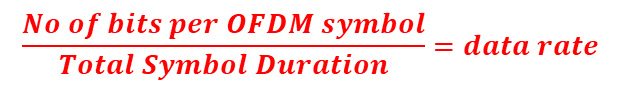 No of bits per OFDM symbol
Total Symbol Duration
= data rate